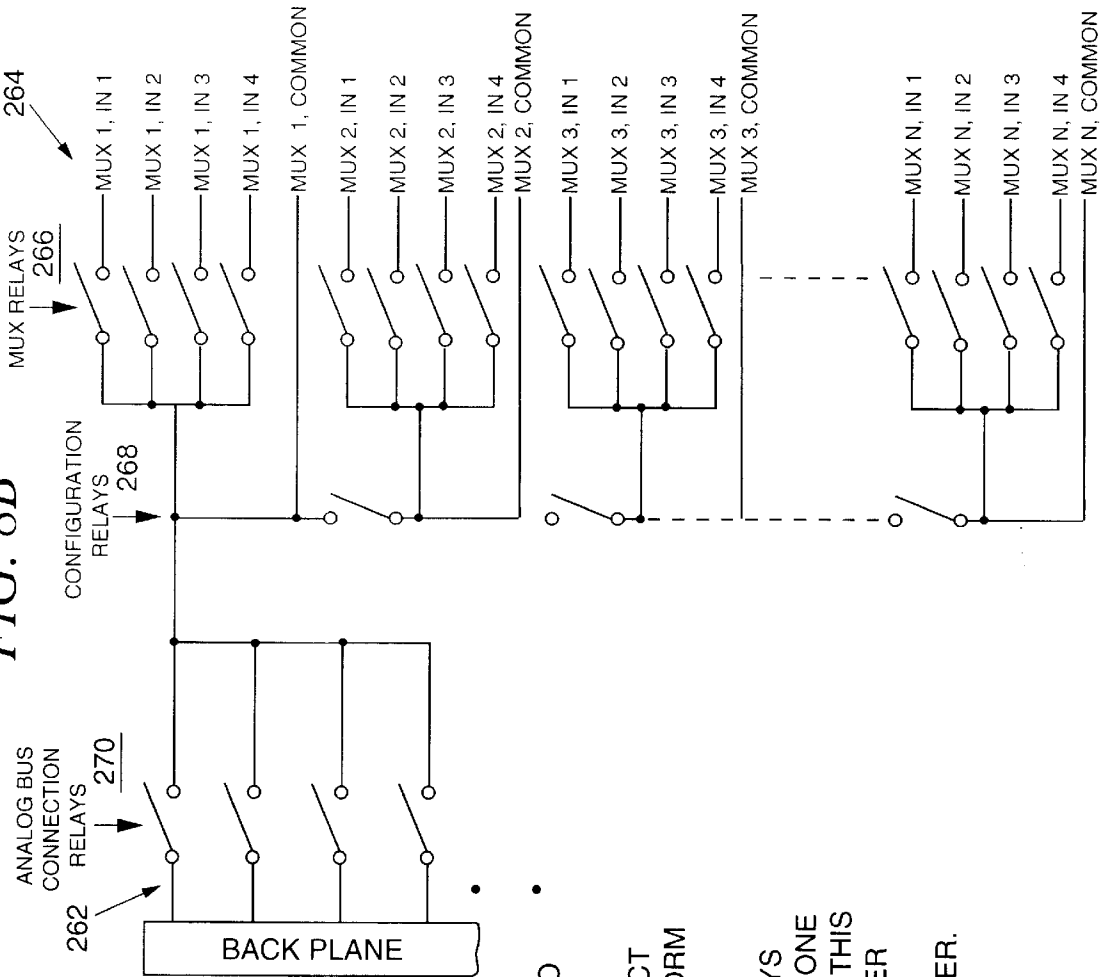 FIG. 8B
264
MUX RELAYS
266
CONFIGURATION
RELAYS
268
ANALOG BUS
CONNECTION
RELAYS
270
262
BACK PLANE
MUX 1, IN 1
MUX 1, IN 2
MUX 1, IN 3
MUX 1, IN 4
MUX 1, COMMON
MUX 2, IN 1
MUX 2, IN 2
MUX 2, IN 3
MUX 2, IN 4
MUX 2, COMMON
MUX 3, IN 1
MUX 3, IN 2
MUX 3, IN 3
MUX 3, IN 4
MUX 3, COMMON
MUX N, IN 1
MUX N, IN 2
MUX N, IN 3
MUX N, IN 4
MUX N, COMMON
ONE
THIS